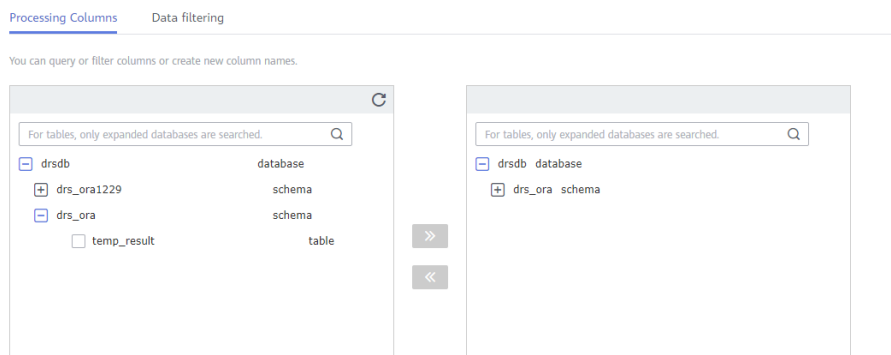 Processing Columns Data filtering
You can query or filter columns or create new column names.
For tables, only expanded databases are searched.
drsdb database
drs_ora1229 schema
drs_ora schema
temp_result table
For tables, only expanded databases are searched.
drsdb database
drs_ora schema